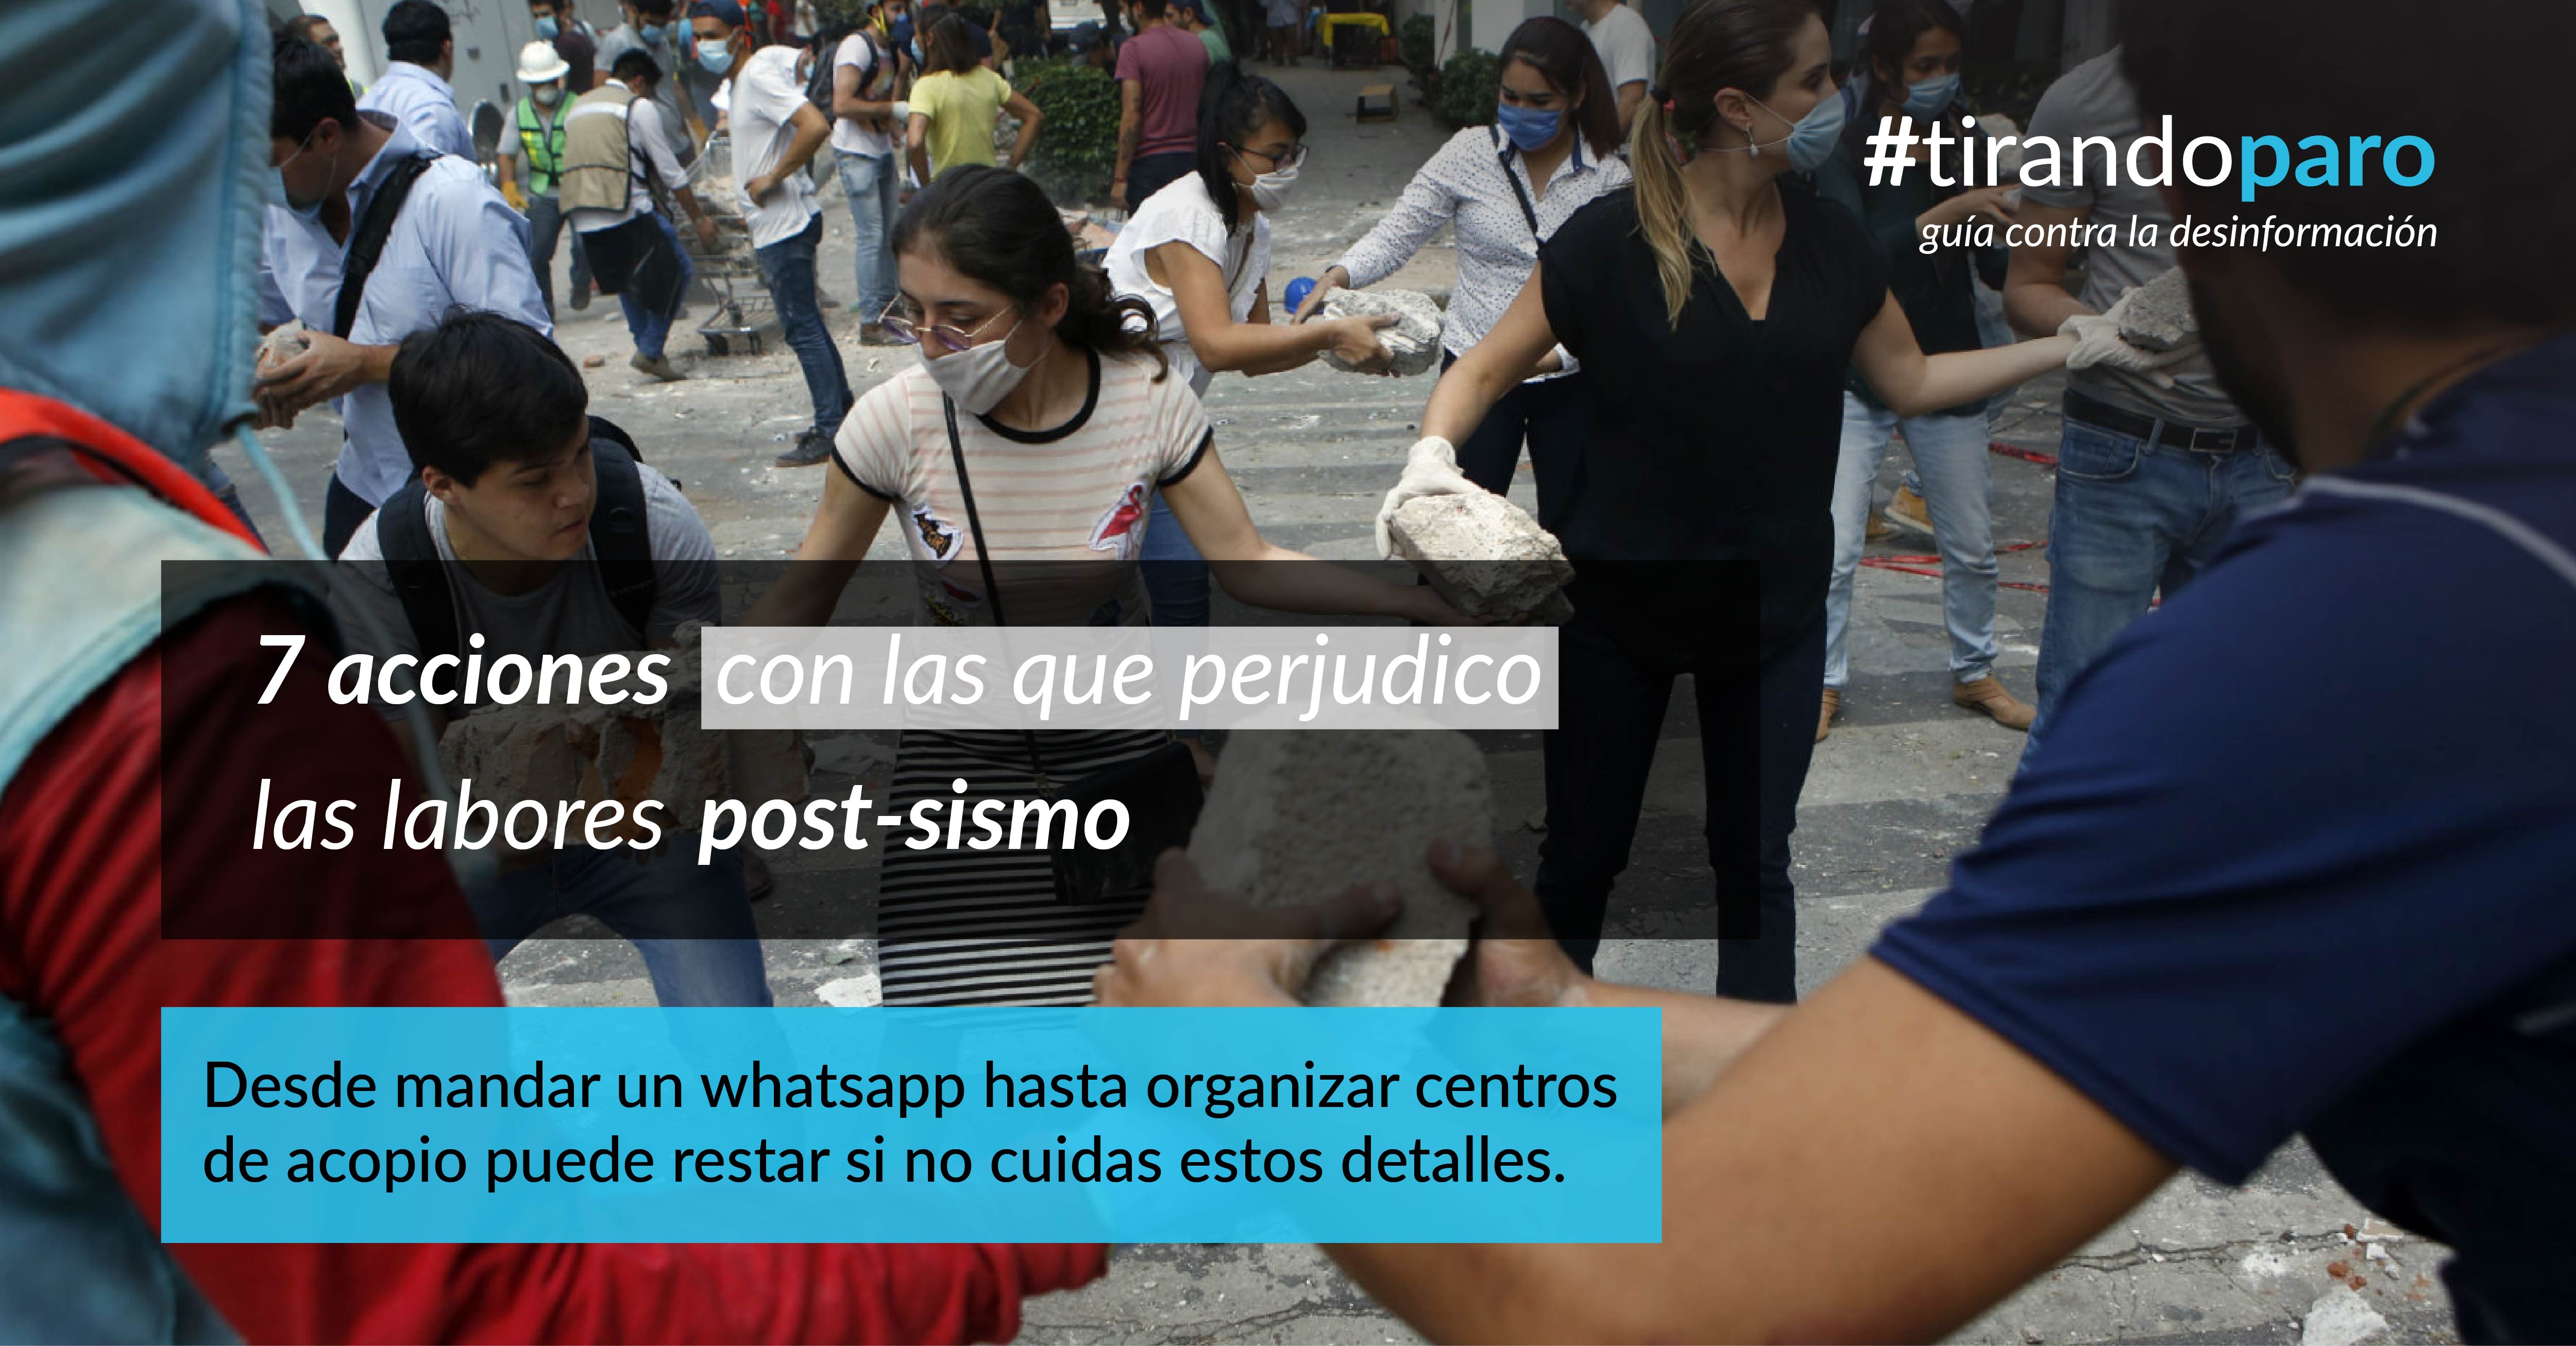 #tirandoparo
guía contra la desinformación
7 acciones con las que perjudico
las labores post-sismo
Desde mandar un whatsapp hasta organizar centros
de acopio puede restar si no cuidas estos detalles.